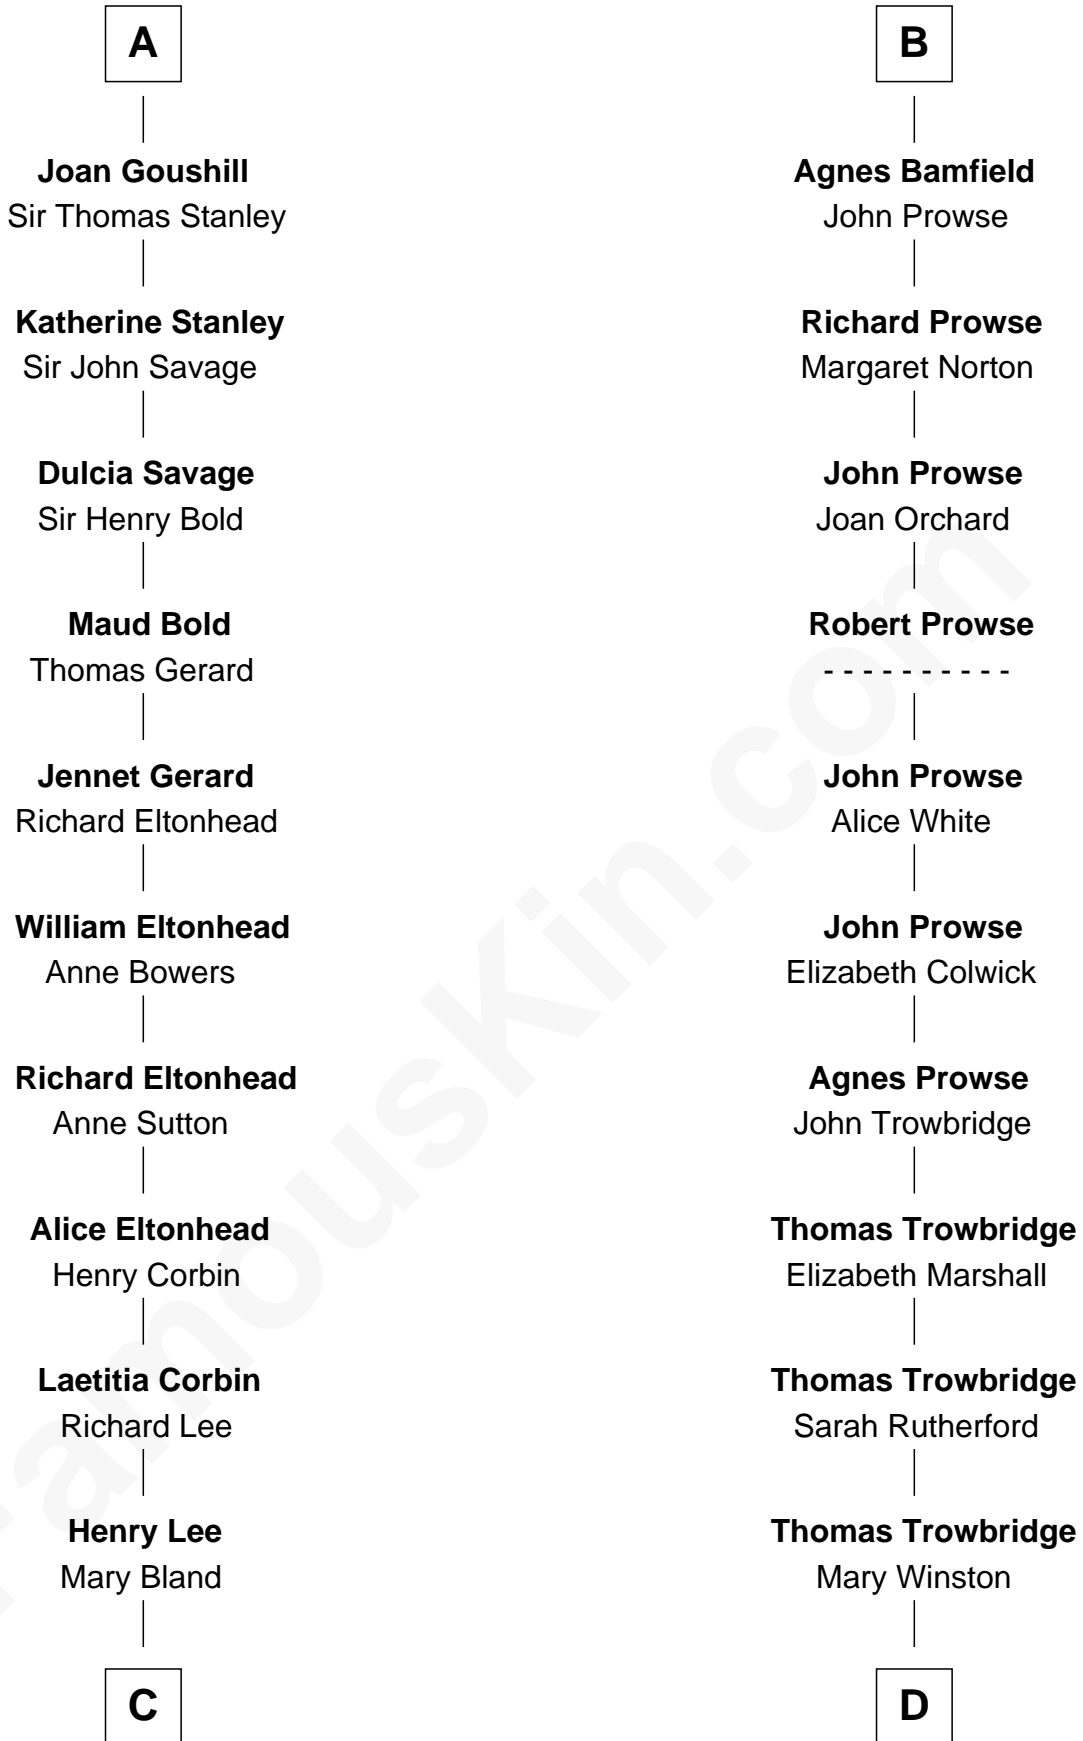 A
Joan Goushill
Sir Thomas Stanley
Katherine Stanley
Sir John Savage
Dulcia Savage
Sir Henry Bold
Maud Bold
Thomas Gerard
Jennet Gerard
Richard Eltonhead
William Eltonhead
Anne Bowers
Richard Eltonhead
Anne Sutton
Alice Eltonhead
Henry Corbin
Laetitia Corbin
Richard Lee
Henry Lee
Mary Bland
C
B
Agnes Bamfield
John Prowse
Richard Prowse
Margaret Norton
John Prowse
Joan Orchard
Robert Prowse
- - - - - - - - - -
John Prowse
Alice White
John Prowse
Elizabeth Colwick
Agnes Prowse
John Trowbridge
Thomas Trowbridge
Elizabeth Marshall
Thomas Trowbridge
Sarah Rutherford
Thomas Trowbridge
Mary Winston
D
FamousKin.com